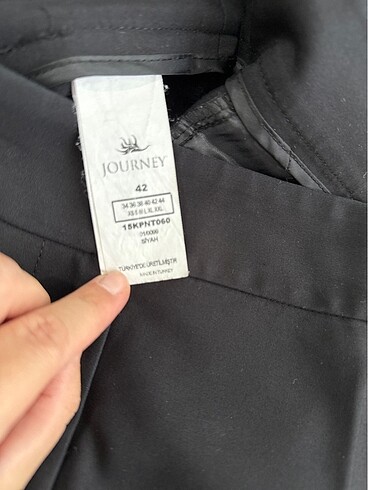 JOURNEY
42
34 36 38 40 42 44
XS S M L XL XXL
15KPNT060
SİYAH
TÜRKİYE'DE ÜRETİLMİŞTİR
MADE IN TURKEY